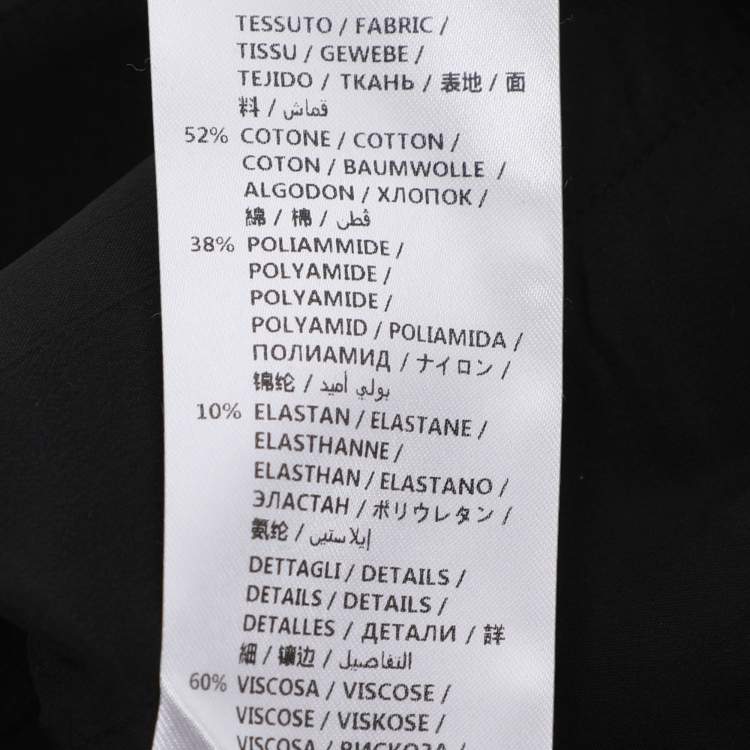 TESSUTO / FABRIC /
TISSU / GEWEBE /
TEJIDO / ТКАНЬ / 表地 / 面
料 / قماش
52% COTONE / COTTON /
COTON / BAUMWOLLE /
ALGODON / ХЛОПОК /
綿 / 棉 / قطن
38% POLIAMMIDE /
POLYAMIDE /
POLYAMIDE /
POLYAMID / POLIAMIDA /
ПОЛИАМИД / ナイロン /
锦纶 / بولي أميد
10% ELASTAN / ELASTANE /
ELASTHANNE /
ELASTHAN / ELASTANO /
ЭЛАСТАН / ポリウレタン /
氨纶 / إيلاستين
DETTAGLI / DETAILS /
DETAILS / DETAILS /
DETALLES / ДЕТАЛИ / 詳
細 / 镶边 / التفاصيل
60% VISCOSA / VISCOSE /
VISCOSE / VISKOSE /
VISCOSA / ВИСКОЗА /